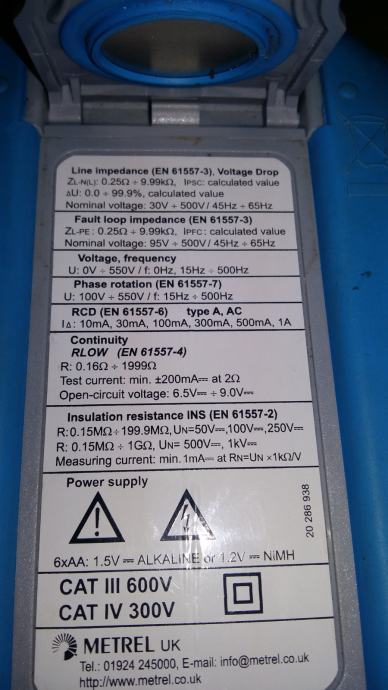 Line impedance (EN 61557-3), Voltage Drop
ZL-N(L): 0.25Ω ÷ 9.99kΩ, IPSC: calculated value
ΔU: 0.0 ÷ 99.9%, calculated value
Nominal voltage: 30V ÷ 500V / 45Hz ÷ 65Hz
Fault loop impedance (EN 61557-3)
ZL-PE : 0.25Ω ÷ 9.99kΩ, IPFC : calculated value
Nominal voltage: 95V ÷ 500V/ 45Hz ÷ 65Hz
Voltage, frequency
U: 0V ÷ 550V / f: 0Hz, 15Hz ÷ 500Hz
Phase rotation (EN 61557-7)
U: 100V ÷ 550V / f: 15Hz ÷ 500Hz
RCD (EN 61557-6) type A, AC
IΔ: 10mA, 30mA, 100mA, 300mA, 500mA, 1A
Continuity
RLOW (EN 61557-4)
R: 0.16Ω ÷ 1999Ω
Test current: min. ±200mA⎓ at 2Ω
Open-circuit voltage: 6.5V⎓ ÷ 9.0V⎓
Insulation resistance INS (EN 61557-2)
R: 0.15MΩ÷199.9MΩ, UN=50V⎓,100V⎓,250V⎓
R: 0.15MΩ ÷ 1GΩ, UN= 500V⎓, 1kV⎓
Measuring current: min. 1mA⎓ at RN=UN ×1kΩ/V
Power supply
20 286 938
6xAA: 1.5V ⎓ ALKALINE or 1.2V ⎓ NiMH
CAT III 600V
CAT IV 300V
METREL UK
Tel.: 01924 245000, E-mail: info@metrel.co.uk
http://www.metrel.co.uk